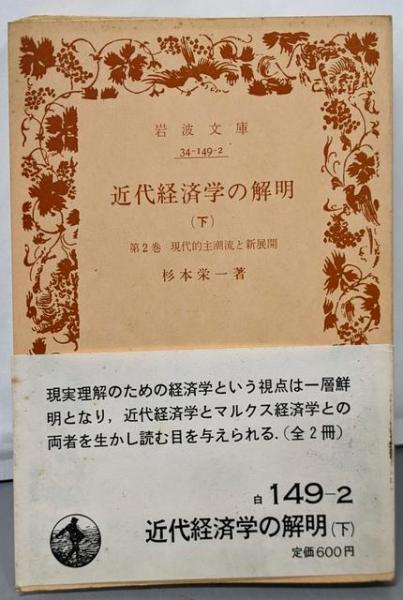 岩波文庫
34-149-2
近代経済学の解明
(下)
第2巻 現代的主潮流と新展開
杉本栄一著
現実理解のための経済学という視点は一層鮮
明となり，近代経済学とマルクス経済学との
両者を生かし読む目を与えられる.(全2冊)
白 149-2
近代経済学の解明(下)
定価600円